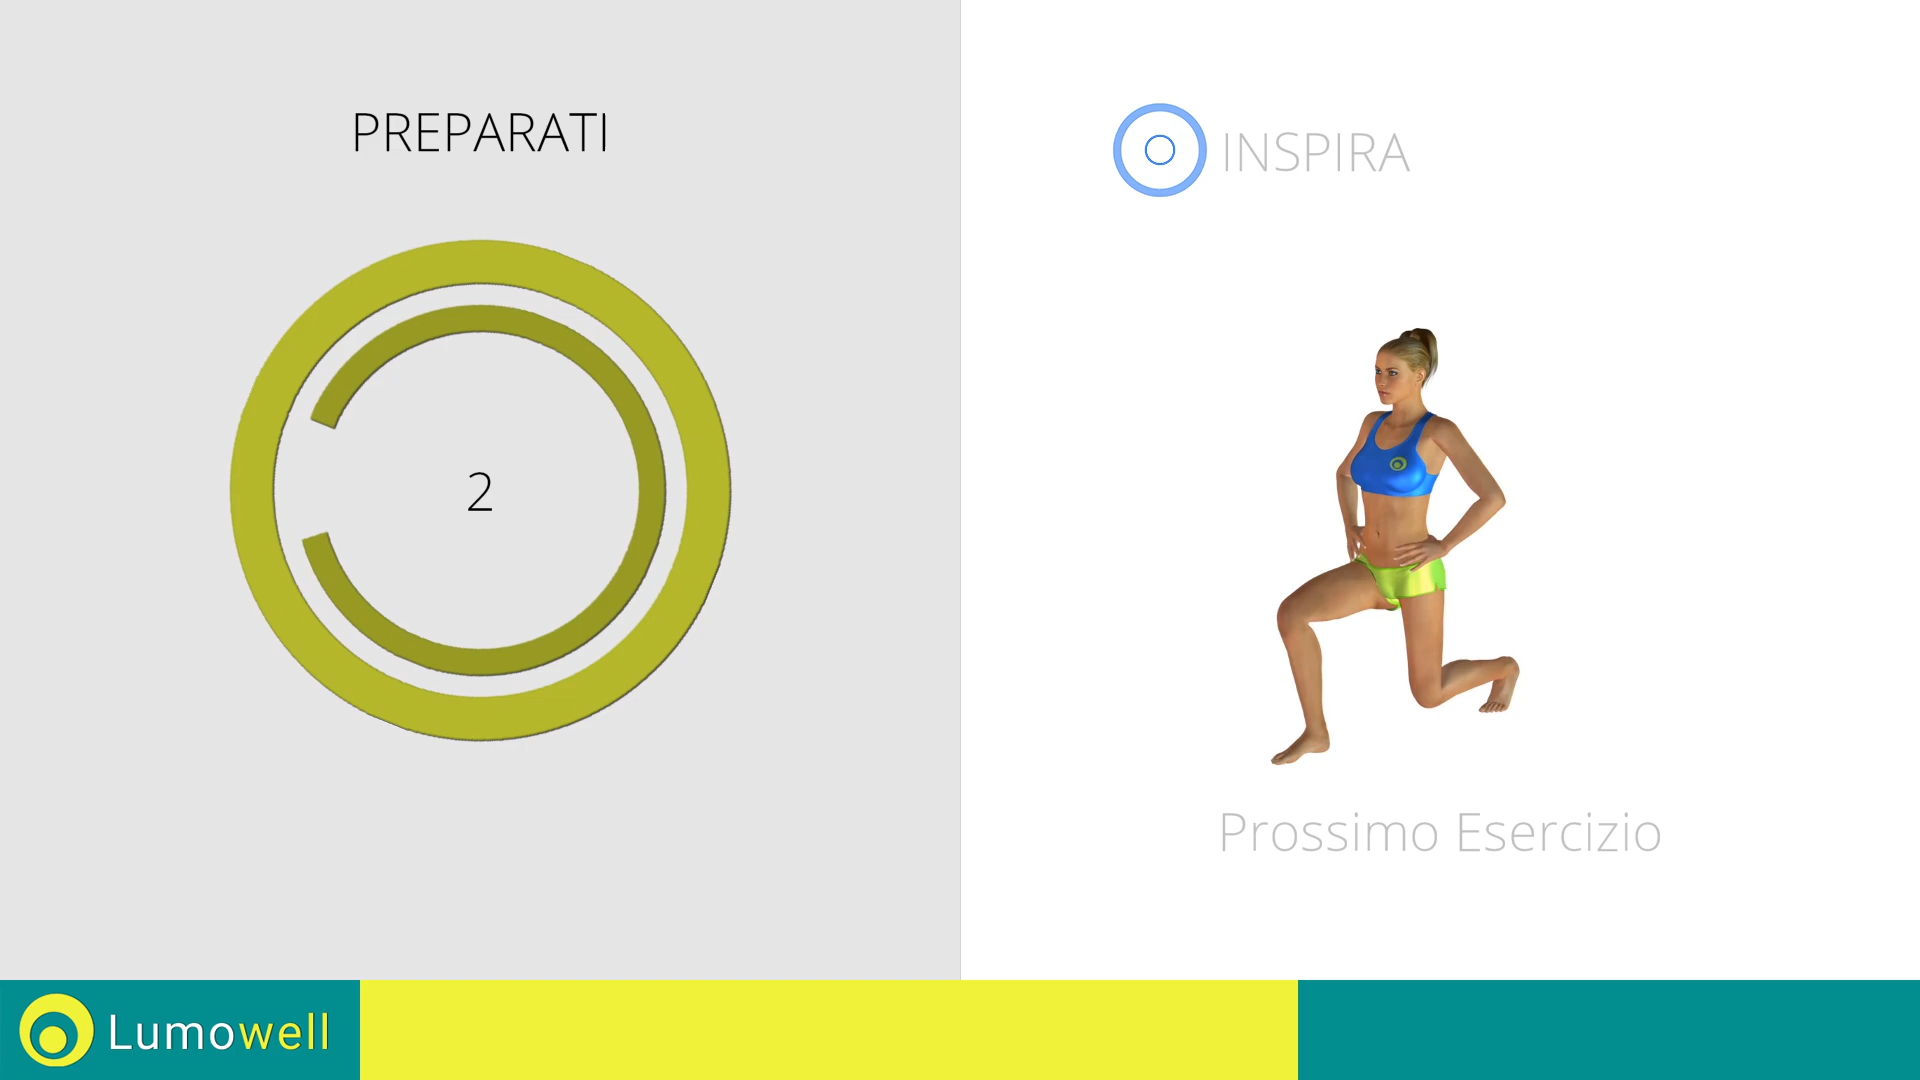 PREPARATI
2
INSPIRA
Prossimo Esercizio
Lumowell